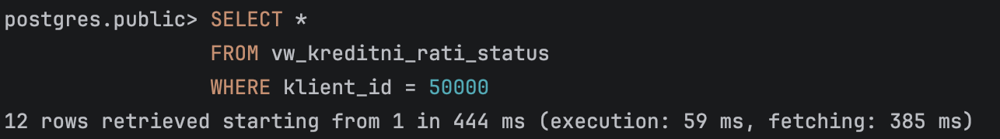 postgres.public> SELECT *
FROM vw_kreditni_rati_status
WHERE klient_id = 50000
12 rows retrieved starting from 1 in 444 ms (execution: 59 ms, fetching: 385 ms)